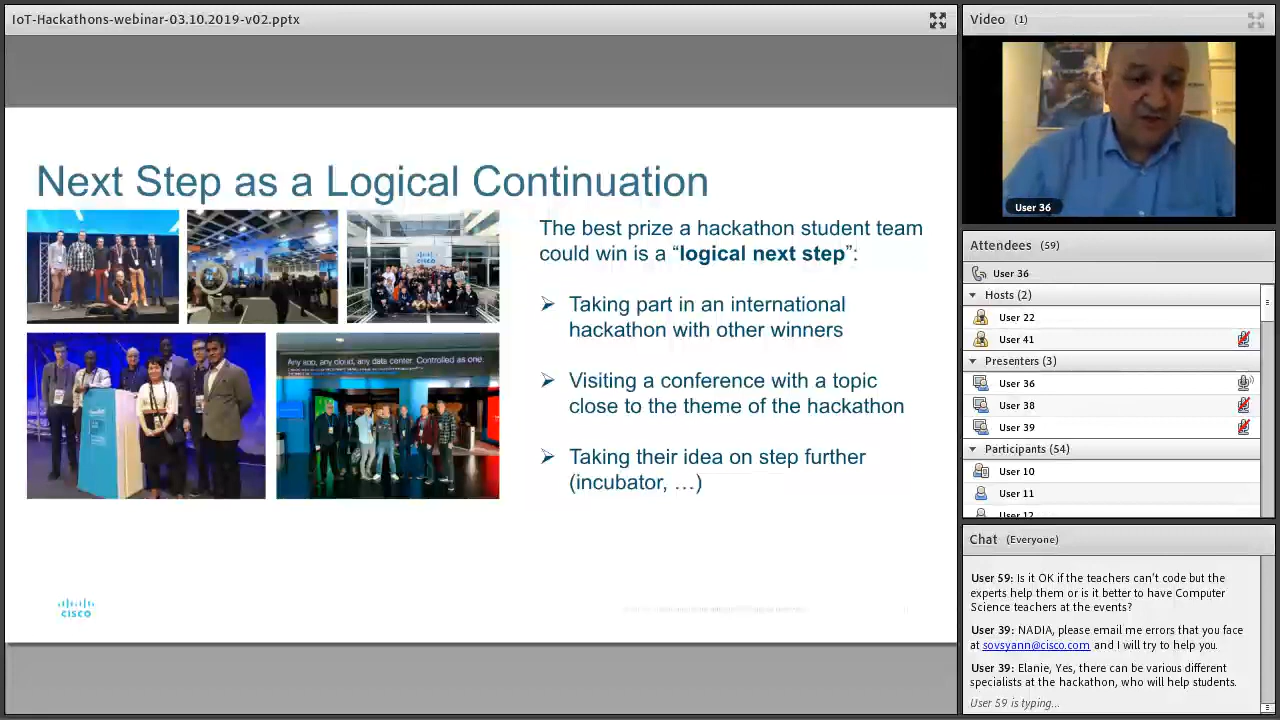 IoT-Hackathons-webinar-03.10.2019-v02.pptx
Next Step as a Logical Continuation
CISCO
Any app, any cloud, any data center. Controlled as one.
The best prize a hackathon student team
could win is a “logical next step”:
➢ Taking part in an international
hackathon with other winners
➢ Visiting a conference with a topic
close to the theme of the hackathon
➢ Taking their idea on step further
(incubator, …)
CISCO
Video (1)
User 36
Attendees (59)
User 36
Hosts (2)
User 22
User 41
Presenters (3)
User 36
User 38
User 39
Participants (54)
User 10
User 11
User 12
Chat (Everyone)
User 59: Is it OK if the teachers can't code but the
experts help them or is it better to have Computer
Science teachers at the events?
User 39: NADIA, please email me errors that you face
at sovsyann@cisco.com and I will try to help you.
User 39: Elanie, Yes, there can be various different
specialists at the hackathon, who will help students.
User 59 is typing...